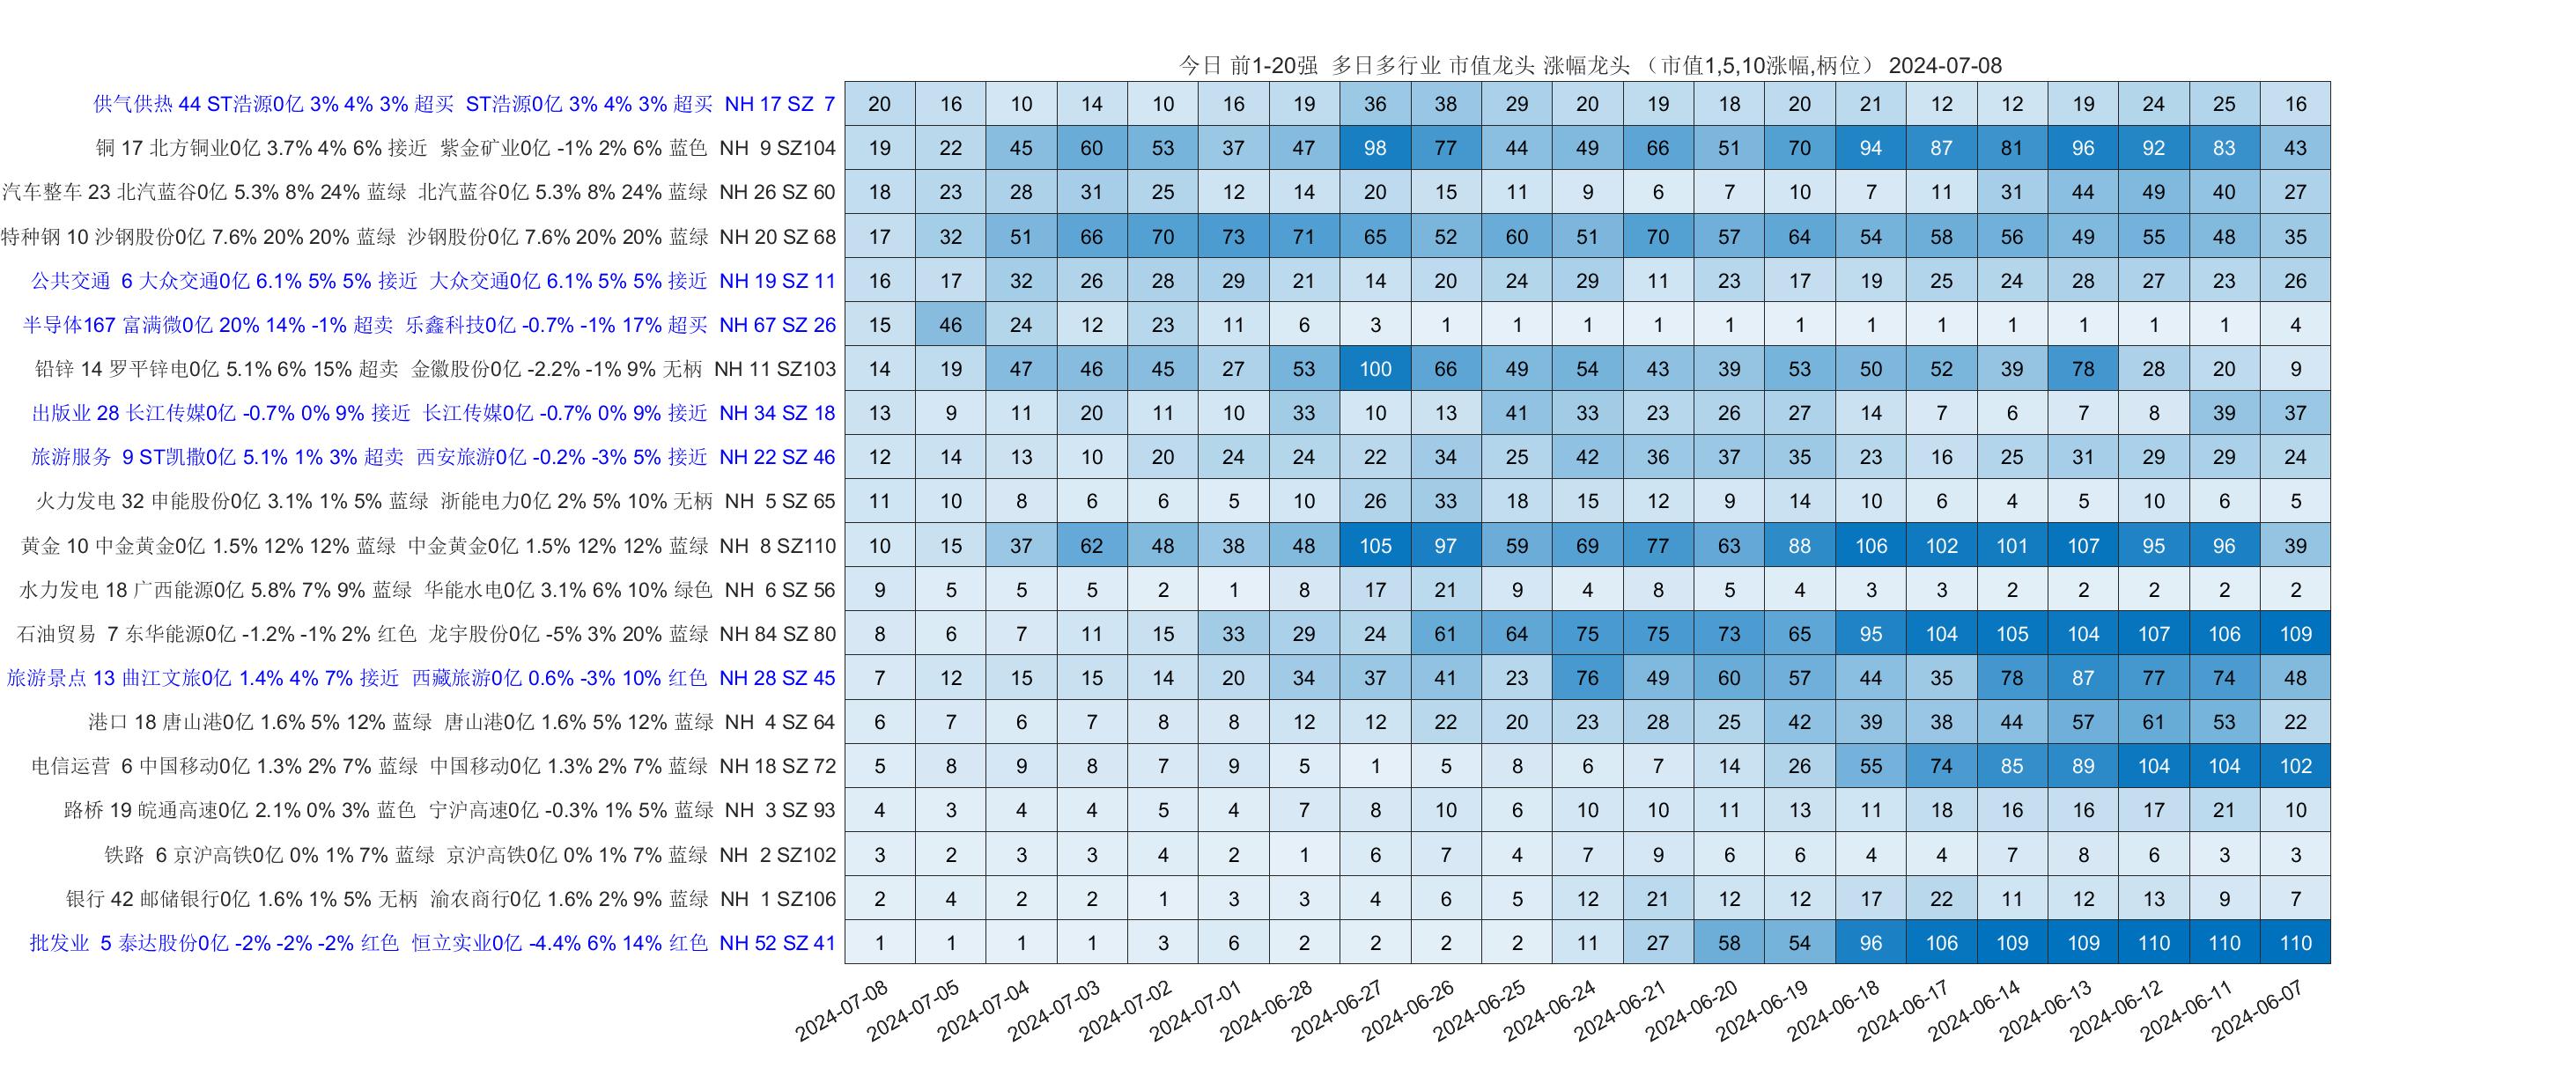 今日 前1-20强 多日多行业 市值龙头 涨幅龙头 （市值1,5,10涨幅,柄位） 2024-07-08
供气供热 44 ST浩源0亿 3% 4% 3% 超买 ST浩源0亿 3% 4% 3% 超买 NH 17 SZ 7 20 16 10 14 10 16 19 36 38 29 20 19 18 20 21 12 12 19 24 25 16
铜 17 北方铜业0亿 3.7% 4% 6% 接近 紫金矿业0亿 -1% 2% 6% 蓝色 NH 9 SZ104 19 22 45 60 53 37 47 98 77 44 49 66 51 70 94 87 81 96 92 83 43
汽车整车 23 北汽蓝谷0亿 5.3% 8% 24% 蓝绿 北汽蓝谷0亿 5.3% 8% 24% 蓝绿 NH 26 SZ 60 18 23 28 31 25 12 14 20 15 11 9 6 7 10 7 11 31 44 49 40 27
特种钢 10 沙钢股份0亿 7.6% 20% 20% 蓝绿 沙钢股份0亿 7.6% 20% 20% 蓝绿 NH 20 SZ 68 17 32 51 66 70 73 71 65 52 60 51 70 57 64 54 58 56 49 55 48 35
公共交通 6 大众交通0亿 6.1% 5% 5% 接近 大众交通0亿 6.1% 5% 5% 接近 NH 19 SZ 11 16 17 32 26 28 29 21 14 20 24 29 11 23 17 19 25 24 28 27 23 26
半导体167 富满微0亿 20% 14% -1% 超卖 乐鑫科技0亿 -0.7% -1% 17% 超买 NH 67 SZ 26 15 46 24 12 23 11 6 3 1 1 1 1 1 1 1 1 1 1 1 1 4
铅锌 14 罗平锌电0亿 5.1% 6% 15% 超卖 金徽股份0亿 -2.2% -1% 9% 无柄 NH 11 SZ103 14 19 47 46 45 27 53 100 66 49 54 43 39 53 50 52 39 78 28 20 9
出版业 28 长江传媒0亿 -0.7% 0% 9% 接近 长江传媒0亿 -0.7% 0% 9% 接近 NH 34 SZ 18 13 9 11 20 11 10 33 10 13 41 33 23 26 27 14 7 6 7 8 39 37
旅游服务 9 ST凯撒0亿 5.1% 1% 3% 超卖 西安旅游0亿 -0.2% -3% 5% 接近 NH 22 SZ 46 12 14 13 10 20 24 24 22 34 25 42 36 37 35 23 16 25 31 29 29 24
火力发电 32 申能股份0亿 3.1% 1% 5% 蓝绿 浙能电力0亿 2% 5% 10% 无柄 NH 5 SZ 65 11 10 8 6 6 5 10 26 33 18 15 12 9 14 10 6 4 5 10 6 5
黄金 10 中金黄金0亿 1.5% 12% 12% 蓝绿 中金黄金0亿 1.5% 12% 12% 蓝绿 NH 8 SZ110 10 15 37 62 48 38 48 105 97 59 69 77 63 88 106 102 101 107 95 96 39
水力发电 18 广西能源0亿 5.8% 7% 9% 蓝绿 华能水电0亿 3.1% 6% 10% 绿色 NH 6 SZ 56 9 5 5 5 2 1 8 17 21 9 4 8 5 4 3 3 2 2 2 2 2
石油贸易 7 东华能源0亿 -1.2% -1% 2% 红色 龙宇股份0亿 -5% 3% 20% 蓝绿 NH 84 SZ 80 8 6 7 11 15 33 29 24 61 64 75 75 73 65 95 104 105 104 107 106 109
旅游景点 13 曲江文旅0亿 1.4% 4% 7% 接近 西藏旅游0亿 0.6% -3% 10% 红色 NH 28 SZ 45 7 12 15 15 14 20 34 37 41 23 76 49 60 57 44 35 78 87 77 74 48
港口 18 唐山港0亿 1.6% 5% 12% 蓝绿 唐山港0亿 1.6% 5% 12% 蓝绿 NH 4 SZ 64 6 7 6 7 8 8 12 12 22 20 23 28 25 42 39 38 44 57 61 53 22
电信运营 6 中国移动0亿 1.3% 2% 7% 蓝绿 中国移动0亿 1.3% 2% 7% 蓝绿 NH 18 SZ 72 5 8 9 8 7 9 5 1 5 8 6 7 14 26 55 74 85 89 104 104 102
路桥 19 皖通高速0亿 2.1% 0% 3% 蓝色 宁沪高速0亿 -0.3% 1% 5% 蓝绿 NH 3 SZ 93 4 3 4 4 5 4 7 8 10 6 10 10 11 13 11 18 16 16 17 21 10
铁路 6 京沪高铁0亿 0% 1% 7% 蓝绿 京沪高铁0亿 0% 1% 7% 蓝绿 NH 2 SZ102 3 2 3 3 4 2 1 6 7 4 7 9 6 6 4 4 7 8 6 3 3
银行 42 邮储银行0亿 1.6% 1% 5% 无柄 渝农商行0亿 1.6% 2% 9% 蓝绿 NH 1 SZ106 2 4 2 2 1 3 3 4 6 5 12 21 12 12 17 22 11 12 13 9 7
批发业 5 泰达股份0亿 -2% -2% -2% 红色 恒立实业0亿 -4.4% 6% 14% 红色 NH 52 SZ 41 1 1 1 1 3 6 2 2 2 2 11 27 58 54 96 106 109 109 110 110 110
2024-07-08 2024-07-05 2024-07-04 2024-07-03 2024-07-02 2024-07-01 2024-06-28 2024-06-27 2024-06-26 2024-06-25 2024-06-24 2024-06-21 2024-06-20 2024-06-19 2024-06-18 2024-06-17 2024-06-14 2024-06-13 2024-06-12 2024-06-11 2024-06-07